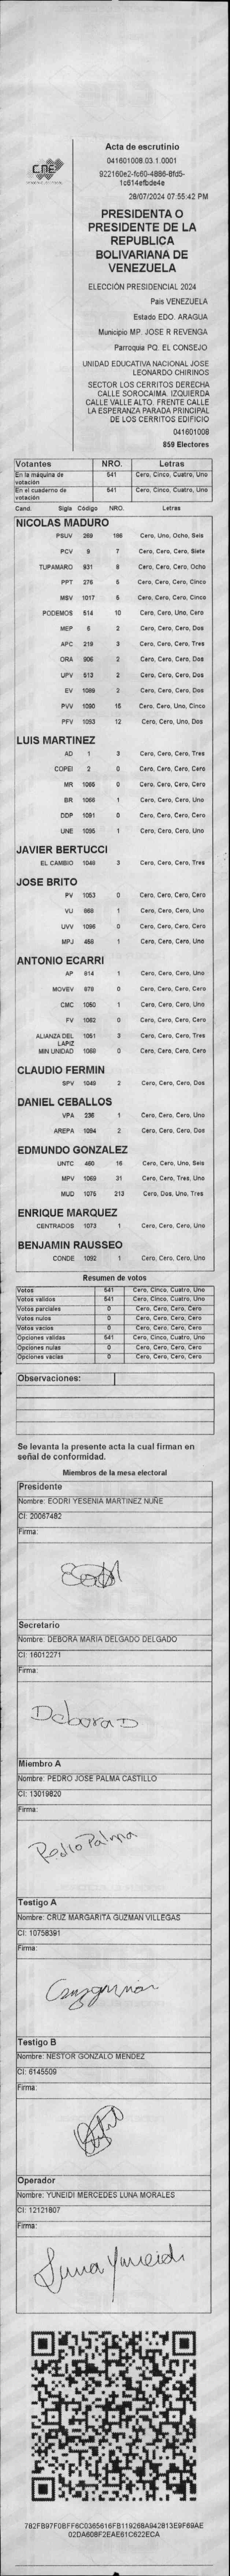 CNE
Acta de escrutinio
041601008.03.1.0001
922160e2-fc60-4886-8fd5-
1c614efbde4e
28/07/2024 07:55:42 PM
PRESIDENTA O
PRESIDENTE DE LA
REPUBLICA
BOLIVARIANA DE
VENEZUELA
ELECCIÓN PRESIDENCIAL 2024
Pais VENEZUELA
Estado EDO. ARAGUA
Municipio MP. JOSE R REVENGA
Parroquia PQ. EL CONSEJO
UNIDAD EDUCATIVA NACIONAL JOSE
LEONARDO CHIRINOS
SECTOR LOS CERRITOS DERECHA
CALLE SOROCAIMA. IZQUIERDA
CALLE VALLE ALTO. FRENTE CALLE
LA ESPERANZA PARADA PRINCIPAL
DE LOS CERRITOS EDIFICIO
041601008
859 Electores
Votantes NRO. Letras
En la máquina de votación 541 Cero, Cinco, Cuatro, Uno
En el cuaderno de votación 541 Cero, Cinco, Cuatro, Uno
Cand. Sigla Código NRO. Letras
NICOLAS MADURO
PSUV 269 186 Cero, Uno, Ocho, Seis
PCV 9 7 Cero, Cero, Cero, Siete
TUPAMARO 931 8 Cero, Cero, Cero, Ocho
PPT 276 5 Cero, Cero, Cero, Cinco
MSV 1017 5 Cero, Cero, Cero, Cinco
PODEMOS 514 10 Cero, Cero, Uno, Cero
MEP 6 2 Cero, Cero, Cero, Dos
APC 219 3 Cero, Cero, Cero, Tres
ORA 906 2 Cero, Cero, Cero, Dos
UPV 513 2 Cero, Cero, Cero, Dos
EV 1089 2 Cero, Cero, Cero, Dos
PVV 1090 15 Cero, Cero, Uno, Cinco
PFV 1093 12 Cero, Cero, Uno, Dos
LUIS MARTINEZ
AD 1 3 Cero, Cero, Cero, Tres
COPEI 2 0 Cero, Cero, Cero, Cero
MR 1065 0 Cero, Cero, Cero, Cero
BR 1066 1 Cero, Cero, Cero, Uno
DDP 1091 0 Cero, Cero, Cero, Cero
UNE 1095 1 Cero, Cero, Cero, Uno
JAVIER BERTUCCI
EL CAMBIO 1048 3 Cero, Cero, Cero, Tres
JOSE BRITO
PV 1053 0 Cero, Cero, Cero, Cero
VU 868 1 Cero, Cero, Cero, Uno
UVV 1096 0 Cero, Cero, Cero, Cero
MPJ 468 1 Cero, Cero, Cero, Uno
ANTONIO ECARRI
AP 814 1 Cero, Cero, Cero, Uno
MOVEV 979 0 Cero, Cero, Cero, Cero
CMC 1050 1 Cero, Cero, Cero, Uno
FV 1062 0 Cero, Cero, Cero, Cero
ALIANZA DEL LAPIZ 1051 3 Cero, Cero, Cero, Tres
MIN UNIDAD 1069 0 Cero, Cero, Cero, Cero
CLAUDIO FERMIN
SPV 1049 2 Cero, Cero, Cero, Dos
DANIEL CEBALLOS
VPA 236 1 Cero, Cero, Cero, Uno
AREPA 1094 2 Cero, Cero, Cero, Dos
EDMUNDO GONZALEZ
UNTC 460 16 Cero, Cero, Uno, Seis
MPV 1069 31 Cero, Cero, Tres, Uno
MUD 1075 213 Cero, Dos, Uno, Tres
ENRIQUE MARQUEZ
CENTRADOS 1073 1 Cero, Cero, Cero, Uno
BENJAMIN RAUSSEO
CONDE 1092 1 Cero, Cero, Cero, Uno
Resumen de votos
Votos 541 Cero, Cinco, Cuatro, Uno
Votos validos 541 Cero, Cinco, Cuatro, Uno
Votos parciales 0 Cero, Cero, Cero, Cero
Votos nulos 0 Cero, Cero, Cero, Cero
Votos vacios 0 Cero, Cero, Cero, Cero
Opciones validas 541 Cero, Cinco, Cuatro, Uno
Opciones nulas 0 Cero, Cero, Cero, Cero
Opciones vacias 0 Cero, Cero, Cero, Cero
Observaciones:
Se levanta la presente acta la cual firman en
señal de conformidad.
Miembros de la mesa electoral
Presidente
Nombre: EODRI YESENIA MARTINEZ NUÑE
CI: 20067482
Firma:
Secretario
Nombre: DEBORA MARIA DELGADO DELGADO
CI: 16012271
Firma:
Debora D
Miembro A
Nombre: PEDRO JOSE PALMA CASTILLO
CI: 13019820
Firma:
Pedro Palma
Testigo A
Nombre: CRUZ MARGARITA GUZMAN VILLEGAS
CI: 10758391
Firma:
Testigo B
Nombre: NESTOR GONZALO MENDEZ
CI: 6145509
Firma:
Operador
Nombre: YUNEIDI MERCEDES LUNA MORALES
CI: 12121807
Firma:
Luna Yuneidi
762FB97F0BFF6C0365616FB119268A942813E9F69AE
02DA608F2EAE61C622ECA